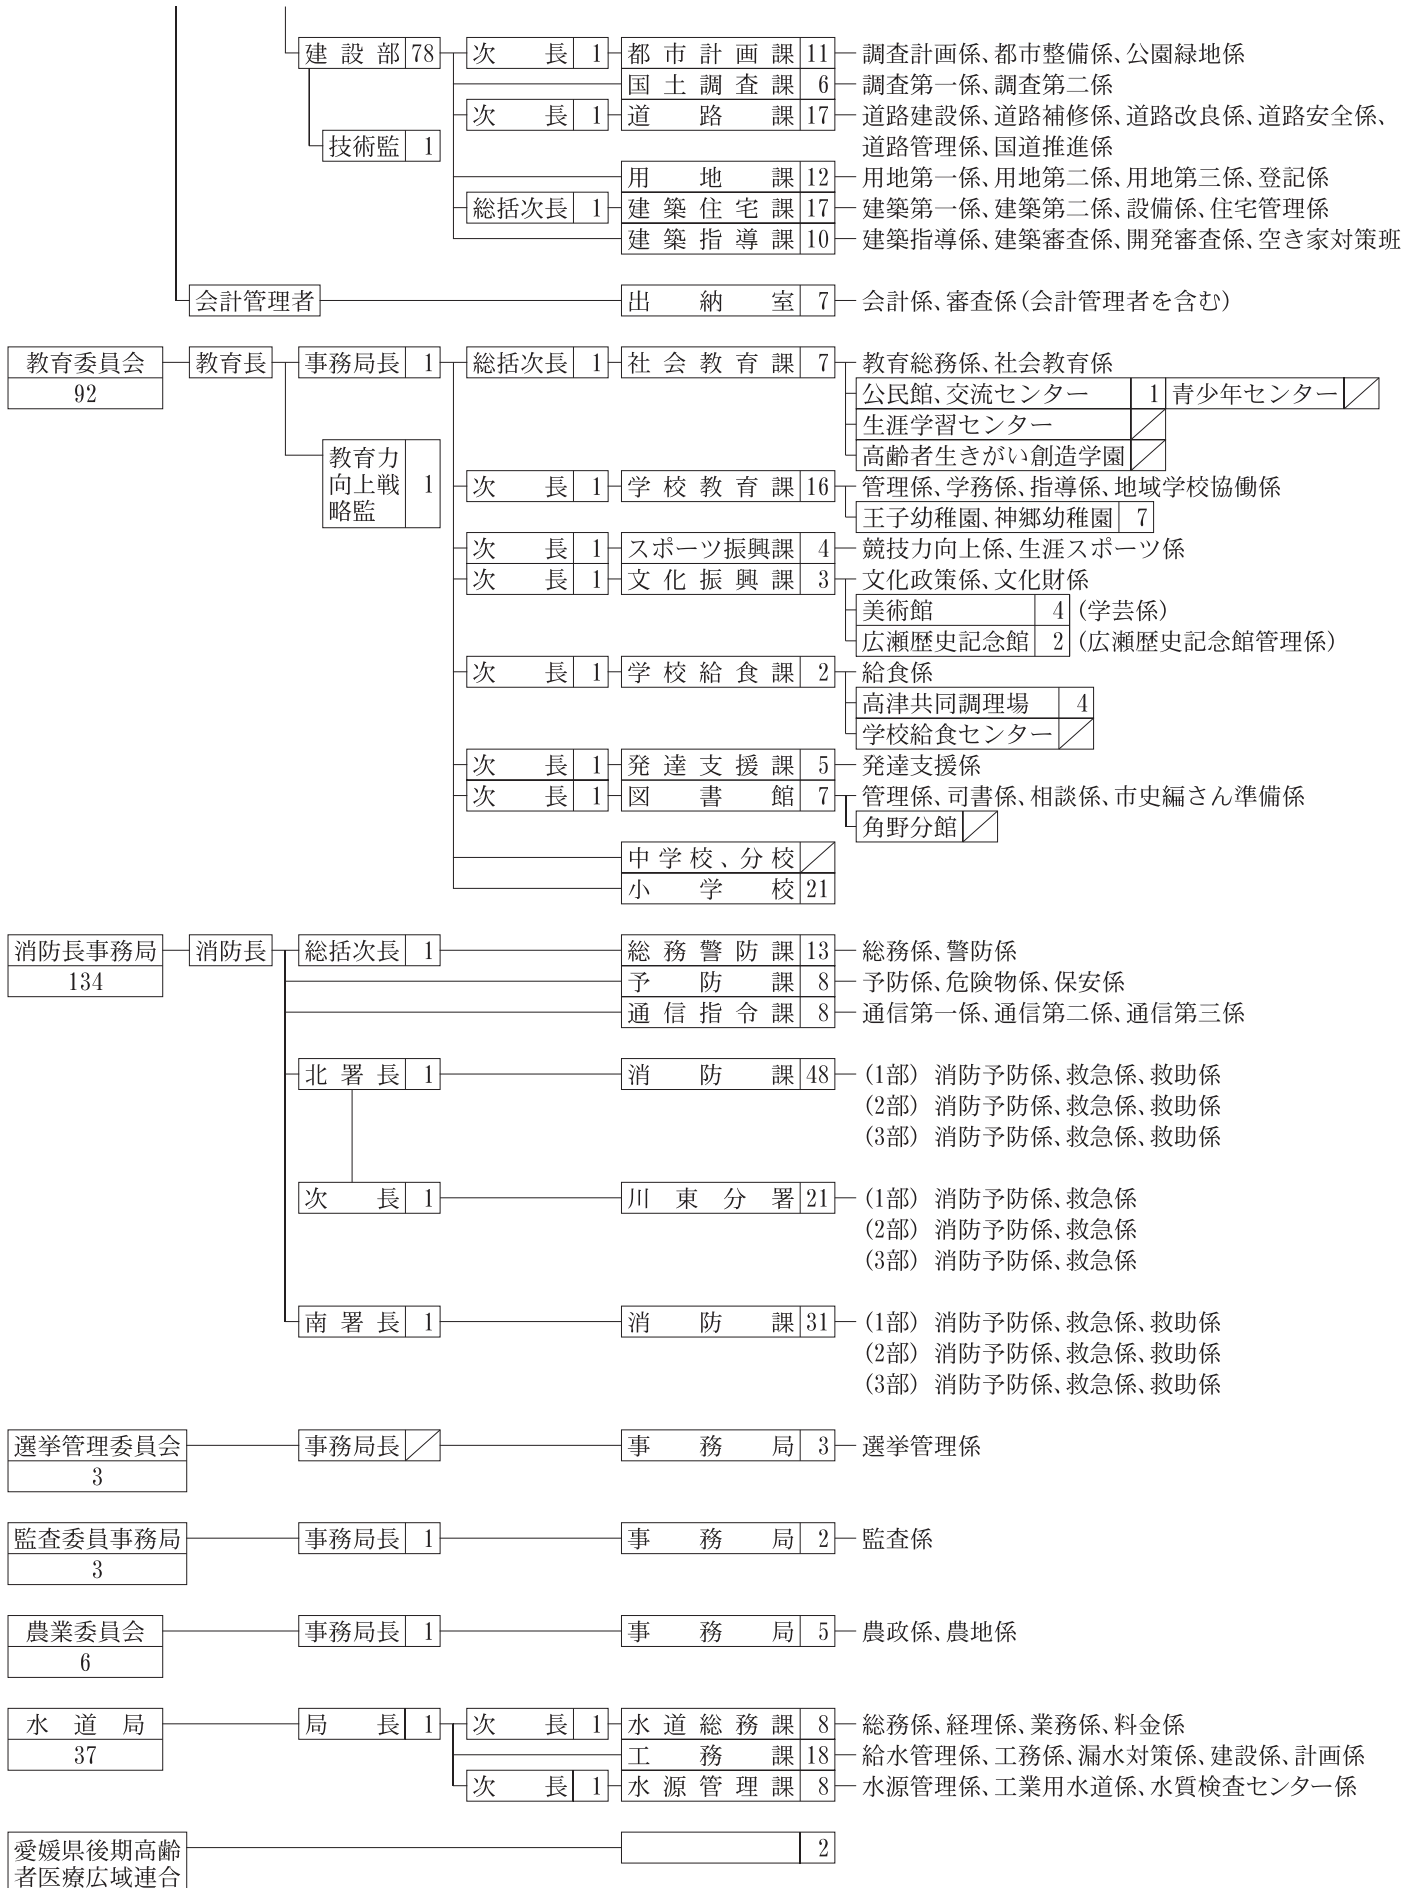 建設部 78 次長 1 都市計画課 11 調査計画係、都市整備係、公園緑地係
国土調査課 6 調査第一係、調査第二係
次長 1 道路課 17 道路建設係、道路補修係、道路改良係、道路安全係、
技術監 1 道路管理係、国道推進係
用地課 12 用地第一係、用地第二係、用地第三係、登記係
総括次長 1 建築住宅課 17 建築第一係、建築第二係、設備係、住宅管理係
建築指導課 10 建築指導係、建築審査係、開発審査係、空き家対策班
会計管理者 出納室 7 会計係、審査係(会計管理者を含む)
教育委員会 教育長 事務局長 1 総括次長 1 社会教育課 7 教育総務係、社会教育係
92 公民館、交流センター 1 青少年センター
生涯学習センター
高齢者生きがい創造学園
教育力
向上戦
略監 1
次長 1 学校教育課 16 管理係、学務係、指導係、地域学校協働係
王子幼稚園、神郷幼稚園 7
次長 1 スポーツ振興課 4 競技力向上係、生涯スポーツ係
次長 1 文化振興課 3 文化政策係、文化財係
美術館 4 (学芸係)
広瀬歴史記念館 2 (広瀬歴史記念館管理係)
次長 1 学校給食課 2 給食係
高津共同調理場 4
学校給食センター
次長 1 発達支援課 5 発達支援係
次長 1 図書館 7 管理係、司書係、相談係、市史編さん準備係
角野分館
中学校、分校
小学校 21
消防長事務局 消防長 総括次長 1 総務警防課 13 総務係、警防係
134 予防課 8 予防係、危険物係、保安係
通信指令課 8 通信第一係、通信第二係、通信第三係
北署長 1 消防課 48 (1部) 消防予防係、救急係、救助係
(2部) 消防予防係、救急係、救助係
(3部) 消防予防係、救急係、救助係
次長 1 川東分署 21 (1部) 消防予防係、救急係
(2部) 消防予防係、救急係
(3部) 消防予防係、救急係
南署長 1 消防課 31 (1部) 消防予防係、救急係、救助係
(2部) 消防予防係、救急係、救助係
(3部) 消防予防係、救急係、救助係
選挙管理委員会 事務局長 事務局 3 選挙管理係
3
監査委員事務局 事務局長 1 事務局 2 監査係
3
農業委員会 事務局長 1 事務局 5 農政係、農地係
6
水道局 局長 1 次長 1 水道総務課 8 総務係、経理係、業務係、料金係
37 工務課 18 給水管理係、工務係、漏水対策係、建設係、計画係
次長 1 水源管理課 8 水源管理係、工業用水道係、水質検査センター係
愛媛県後期高齢 2
者医療広域連合